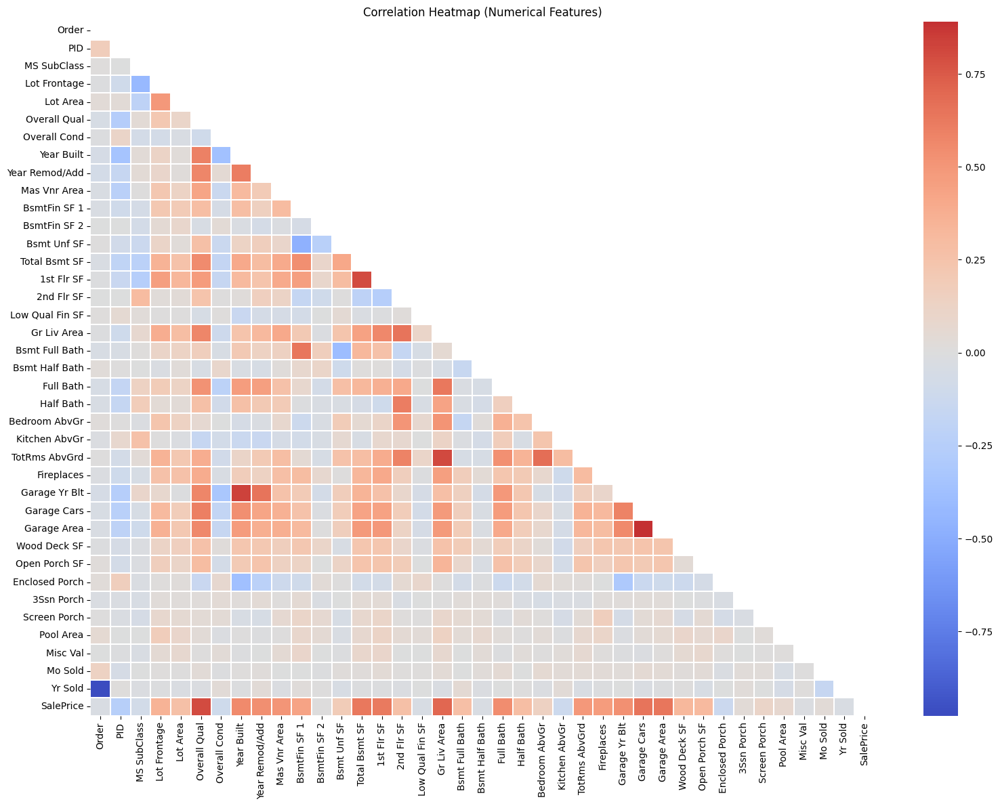 Correlation Heatmap (Numerical Features)
Order
PID
MS SubClass
Lot Frontage
Lot Area
Overall Qual
Overall Cond
Year Built
Year Remod/Add
Mas Vnr Area
BsmtFin SF 1
BsmtFin SF 2
Bsmt Unf SF
Total Bsmt SF
1st Flr SF
2nd Flr SF
Low Qual Fin SF
Gr Liv Area
Bsmt Full Bath
Bsmt Half Bath
Full Bath
Half Bath
Bedroom AbvGr
Kitchen AbvGr
TotRms AbvGrd
Fireplaces
Garage Yr Blt
Garage Cars
Garage Area
Wood Deck SF
Open Porch SF
Enclosed Porch
3Ssn Porch
Screen Porch
Pool Area
Misc Val
Mo Sold
Yr Sold
SalePrice
Order
PID
MS SubClass
Lot Frontage
Lot Area
Overall Qual
Overall Cond
Year Built
Year Remod/Add
Mas Vnr Area
BsmtFin SF 1
BsmtFin SF 2
Bsmt Unf SF
Total Bsmt SF
1st Flr SF
2nd Flr SF
Low Qual Fin SF
Gr Liv Area
Bsmt Full Bath
Bsmt Half Bath
Full Bath
Half Bath
Bedroom AbvGr
Kitchen AbvGr
TotRms AbvGrd
Fireplaces
Garage Yr Blt
Garage Cars
Garage Area
Wood Deck SF
Open Porch SF
Enclosed Porch
3Ssn Porch
Screen Porch
Pool Area
Misc Val
Mo Sold
Yr Sold
SalePrice
0.75
0.50
0.25
0.00
−0.25
−0.50
−0.75